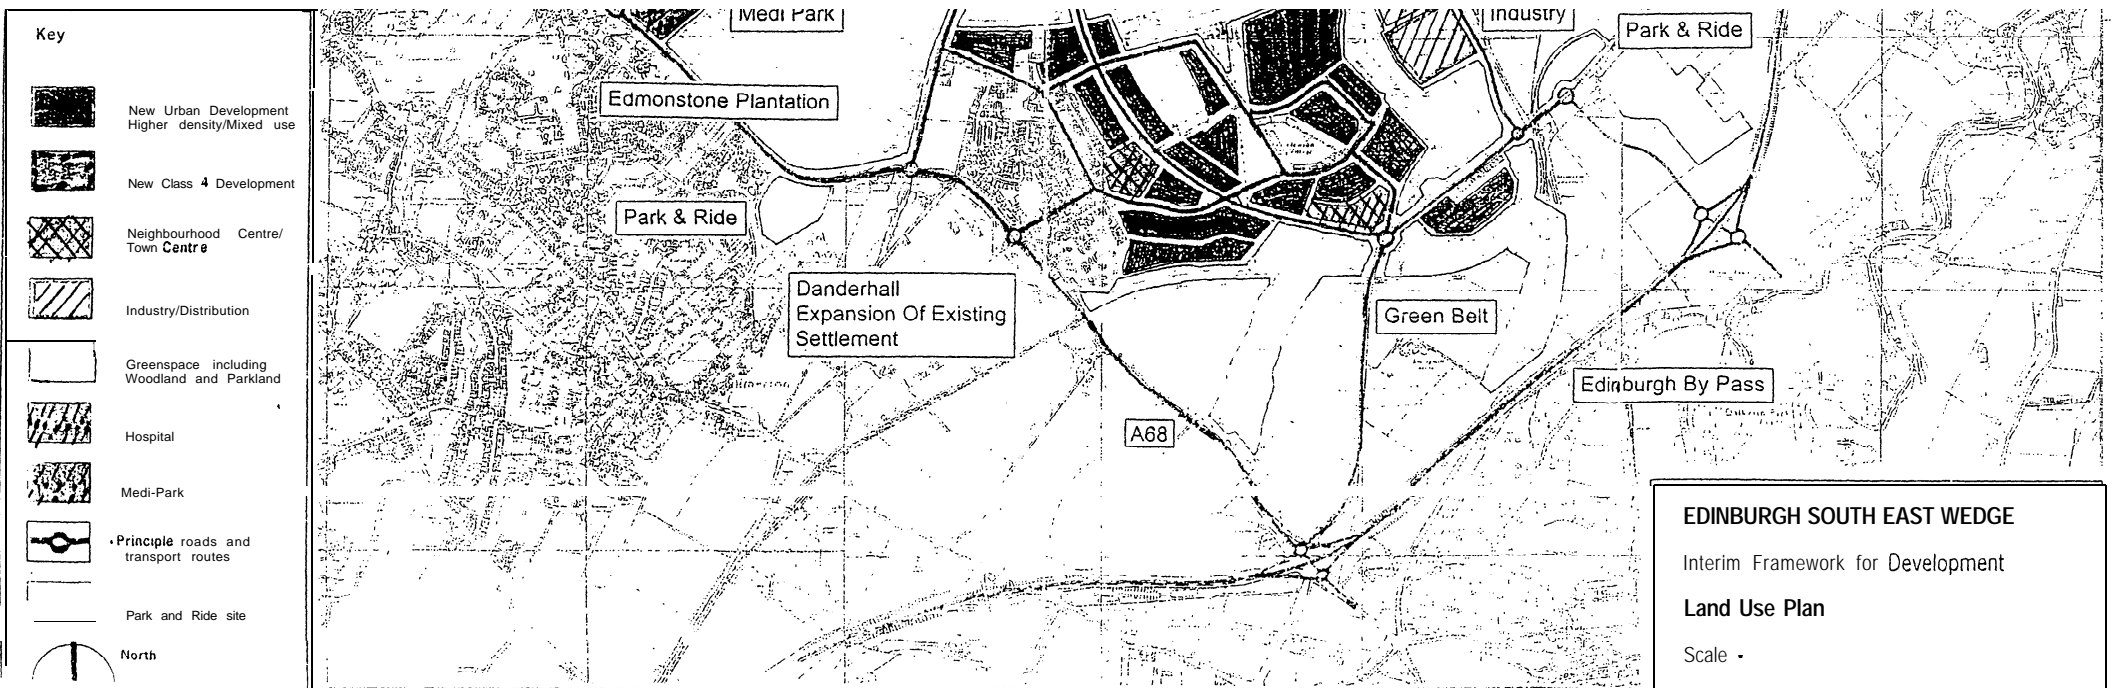 Key
New Urban Development
Higher density/Mixed use
New Class 4 Development
Neighbourhood Centre/
Town Centre
Industry/Distribution
Greenspace including
Woodland and Parkland
Hospital
Medi-Park
Principle roads and
transport routes
Park and Ride site
North
Medi Park
Industry
Park & Ride
Edmonstone Plantation
Park & Ride
Danderhall
Expansion Of Existing
Settlement
Green Belt
Edinburgh By Pass
A68
EDINBURGH SOUTH EAST WEDGE
Interim Framework for Development
Land Use Plan
Scale -